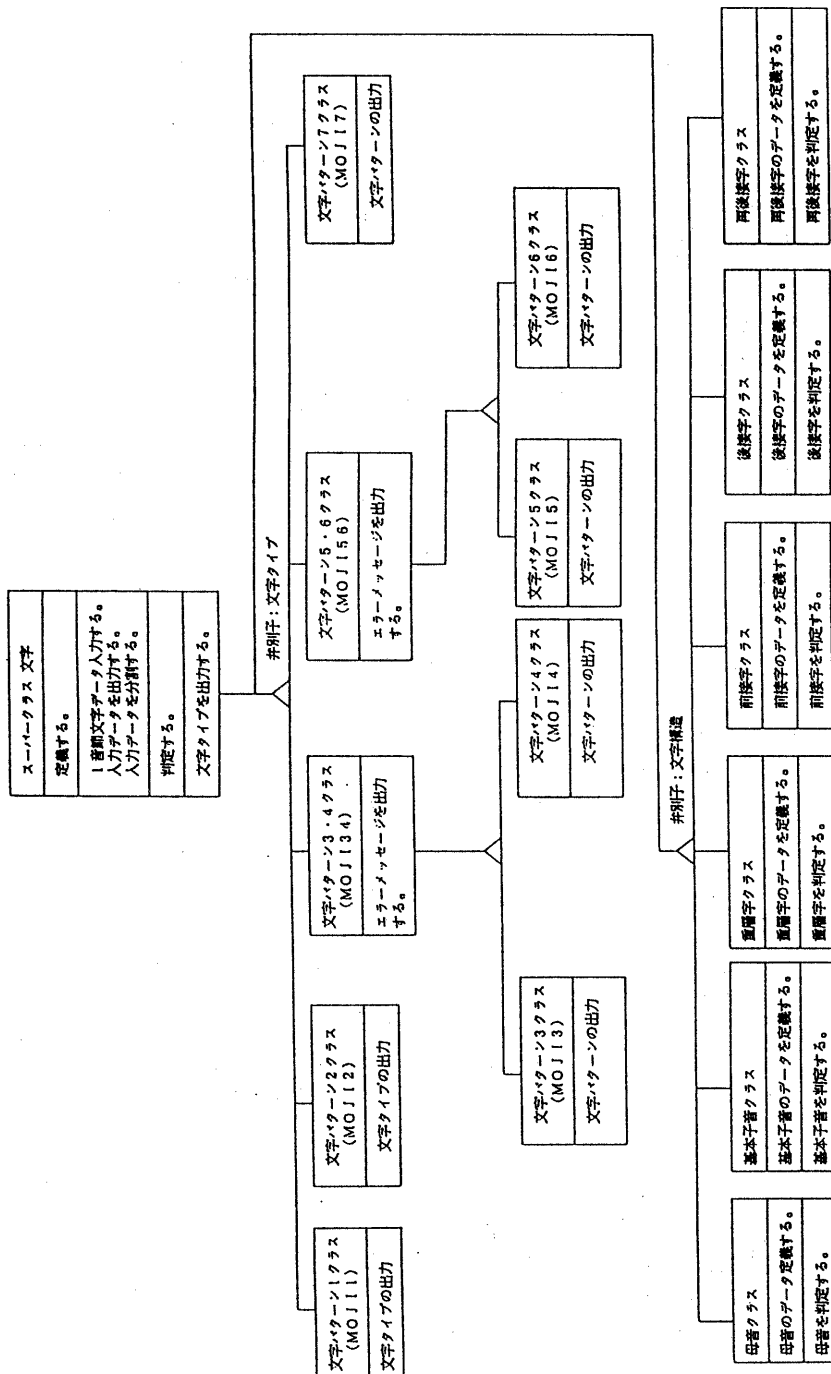 スーパークラス 文字
定義する。
1音節文字データ入力する。
入力データを出力する。
入力データを分割する。
判定する。
文字タイプを出力する。
弁別子：文字タイプ
文字パターン1クラス
(MOJI11)
文字タイプの出力
文字パターン2クラス
(MOJI12)
文字タイプの出力
文字パターン3・4クラス
(MOJI134)
エラーメッセージを出力
する。
文字パターン5・6クラス
(MOJI156)
エラーメッセージを出力
する。
文字パターン7クラス
(MOJI17)
文字パターンの出力
文字パターン3クラス
(MOJI13)
文字パターンの出力
文字パターン4クラス
(MOJI14)
文字パターンの出力
文字パターン5クラス
(MOJI15)
文字パターンの出力
文字パターン6クラス
(MOJI16)
文字パターンの出力
弁別子：文字構造
母音クラス
母音のデータ定義する。
母音を判定する。
基本子音クラス
基本子音のデータを定義する。
基本子音を判定する。
重層字クラス
重層字のデータを定義する。
重層字を判定する。
前接字クラス
前接字のデータを定義する。
前接字を判定する。
後接字クラス
後接字のデータを定義する。
後接字を判定する。
再後接字クラス
再後接字のデータを定義する。
再後接字を判定する。